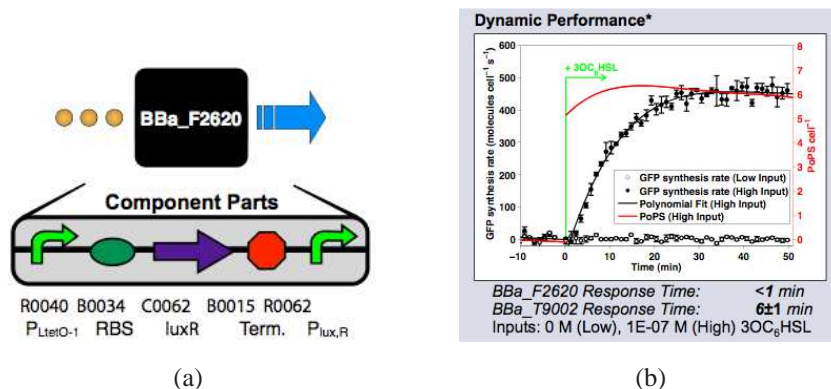 BBa_F2620
Component Parts
R0040 B0034 C0062 B0015 R0062
PLtetO-1 RBS luxR Term. Plux,R
(a)
Dynamic Performance*
+ 3OC6HSL
GFP synthesis rate (molecules cell-1 s-1)
600
500
400
300
200
100
0
8
7
6
5
4
3
2
1
0
-1
PoPS cell-1
GFP synthesis rate (Low Input)
GFP synthesis rate (High Input)
Polynomial Fit (High Input)
PoPS (High Input)
-10 0 10 20 30 40 50
Time (min)
BBa_F2620 Response Time: <1 min
BBa_T9002 Response Time: 6±1 min
Inputs: 0 M (Low), 1E-07 M (High) 3OC6HSL
(b)